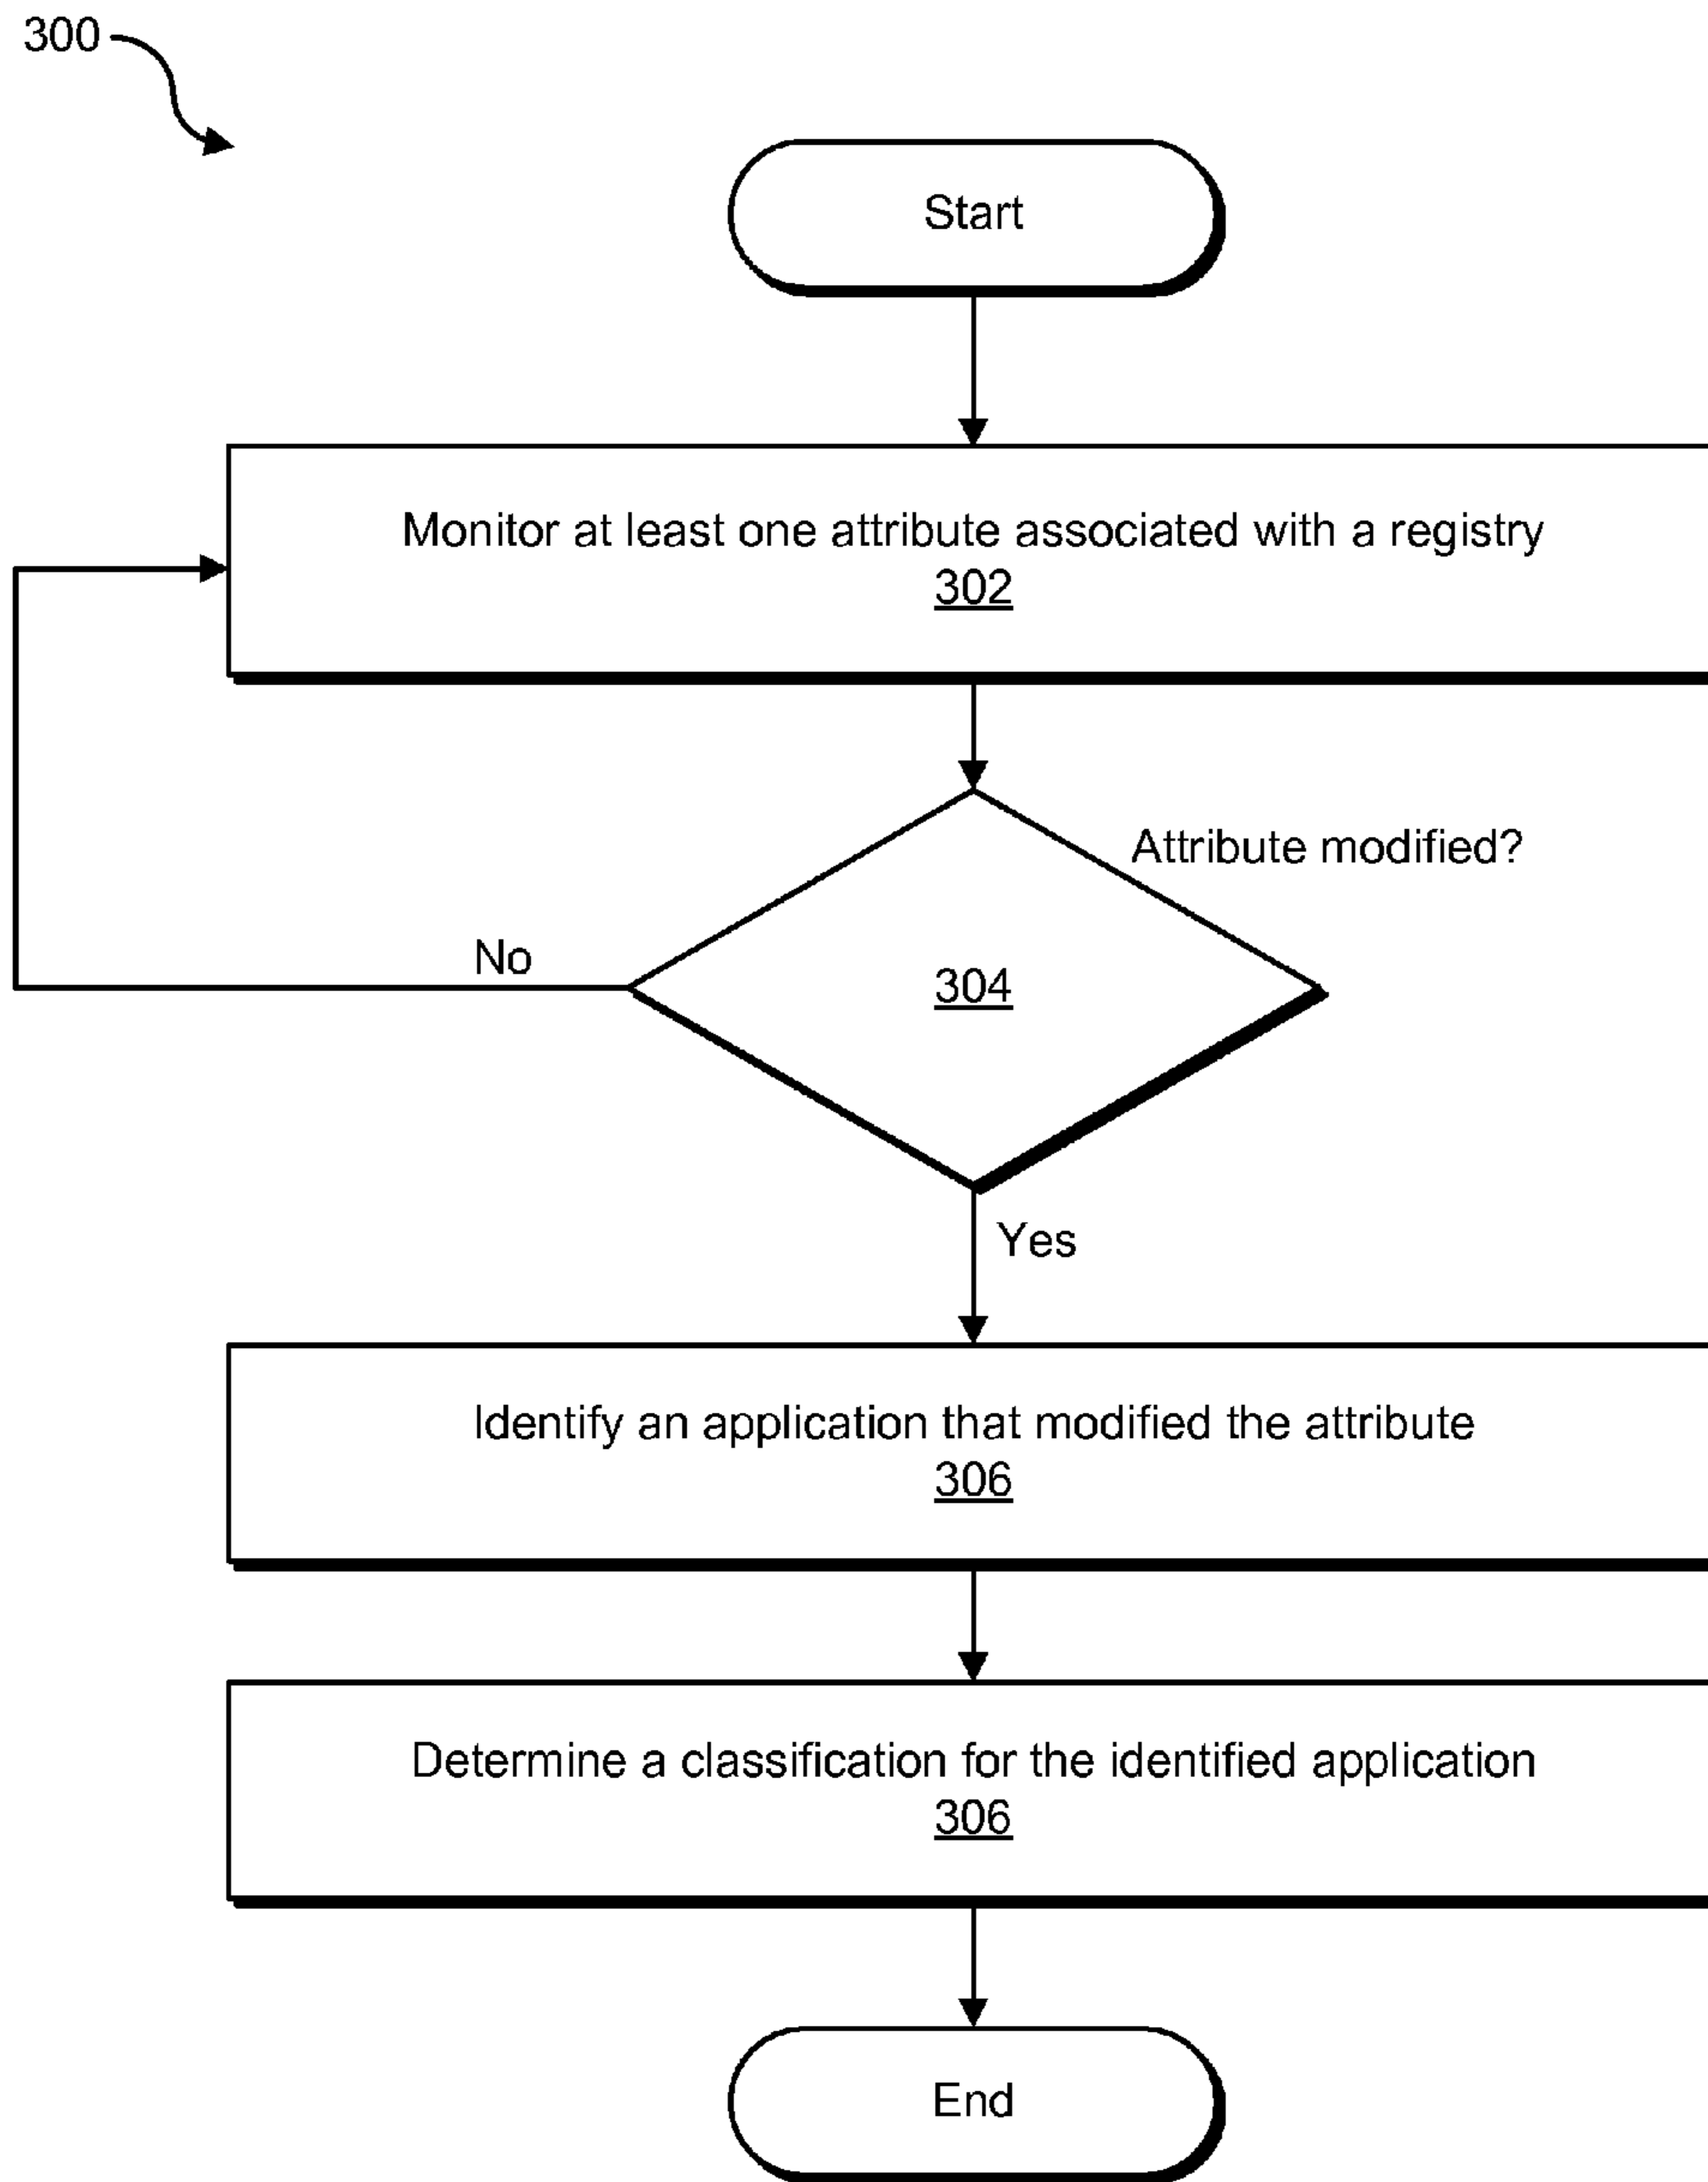 300
Start
Monitor at least one attribute associated with a registry
302
Attribute modified?
No
304
Yes
Identify an application that modified the attribute
306
Determine a classification for the identified application
306
End